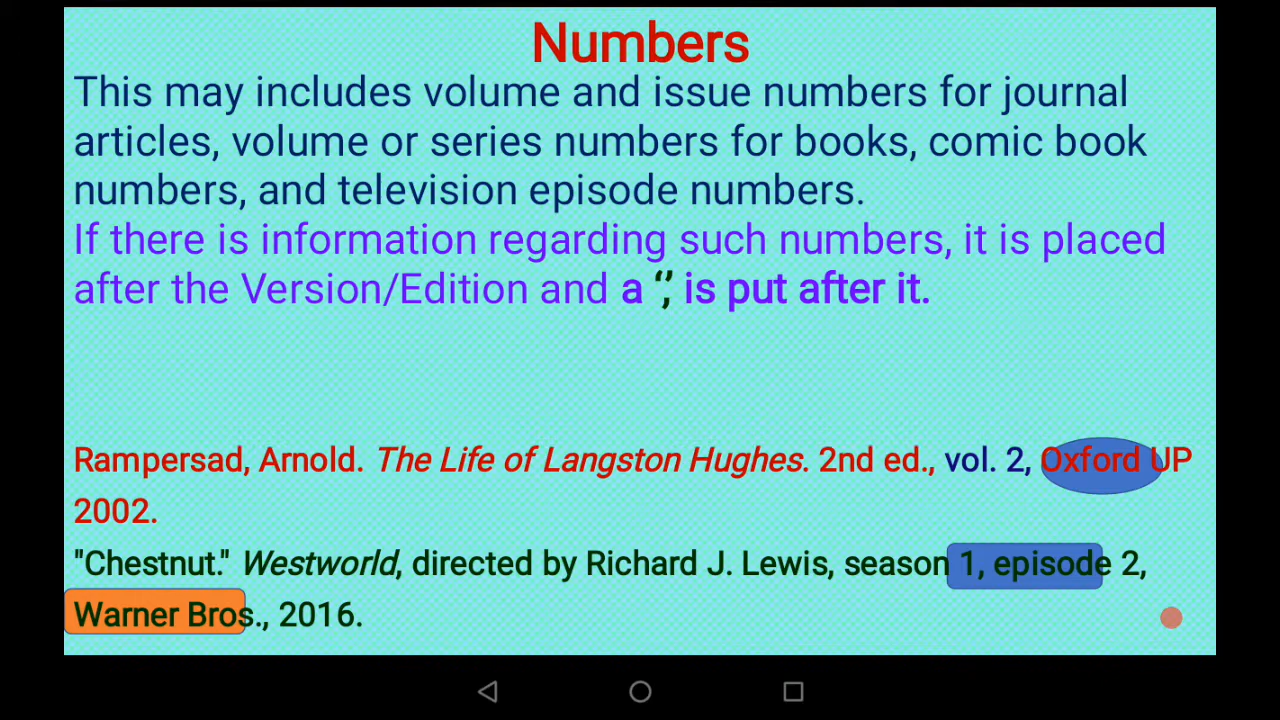 Numbers
This may includes volume and issue numbers for journal
articles, volume or series numbers for books, comic book
numbers, and television episode numbers.
If there is information regarding such numbers, it is placed
after the Version/Edition and a ‘,’ is put after it.
Rampersad, Arnold. The Life of Langston Hughes. 2nd ed., vol. 2, Oxford UP
2002.
"Chestnut." Westworld, directed by Richard J. Lewis, season 1, episode 2,
Warner Bros., 2016.